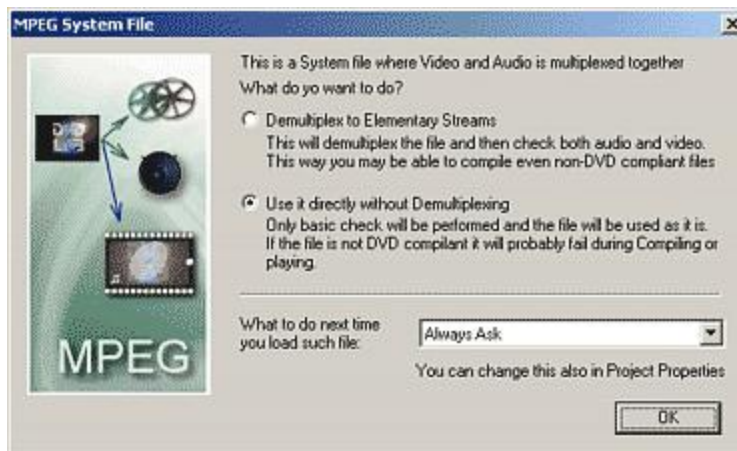 MPEG System File
This is a System file where Video and Audio is multiplexed together
What do yo want to do?
Demultiplex to Elementary Streams
This will demultiplex the file and then check both audio and video.
This way you may be able to compile even non-DVD compliant files
Use it directly without Demultiplexing
Only basic check will be performed and the file will be used as it is.
If the file is not DVD compilant it will probably fail during Compiling or
playing.
What to do next time
you load such file:
Always Ask
You can change this also in Project Properties
OK
DVD
LAB
MPEG